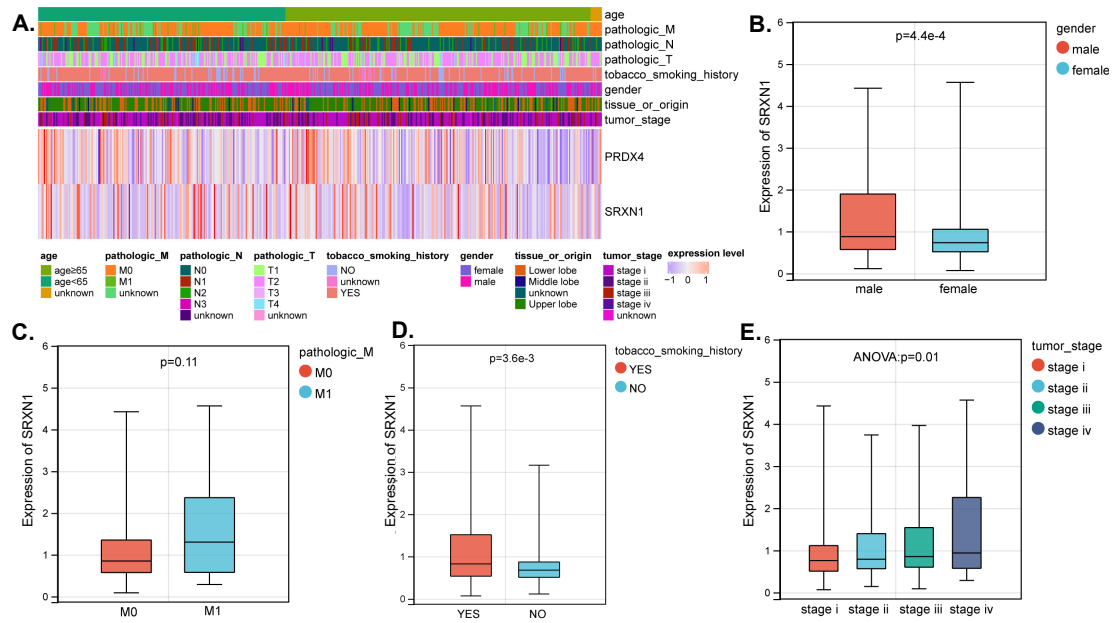 A.
age
pathologic_M
pathologic_N
pathologic_T
tobacco_smoking_history
gender
tissue_or_origin
tumor_stage
PRDX4
SRXN1
age
age≥65
age<65
unknown
pathologic_M
M0
M1
unknown
pathologic_N
N0
N1
N2
N3
unknown
pathologic_T
T1
T2
T3
T4
unknown
tobacco_smoking_history
NO
unknown
YES
gender
female
male
tissue_or_origin
Lower lobe
Middle lobe
unknown
Upper lobe
tumor_stage
stage i
stage ii
stage iii
stage iv
unknown
expression level
−1 0 1
B.
p=4.4e-4
Expression of SRXN1
6
5
4
3
2
1
0
male female
gender
male
female
C.
p=0.11
Expression of SRXN1
6
5
4
3
2
1
0
M0 M1
pathologic_M
M0
M1
D.
p=3.6e-3
Expression of SRXN1
6
5
4
3
2
1
0
YES NO
tobacco_smoking_history
YES
NO
E.
ANOVA:p=0.01
Expression of SRXN1
6
5
4
3
2
1
0
stage i stage ii stage iii stage iv
tumor_stage
stage i
stage ii
stage iii
stage iv